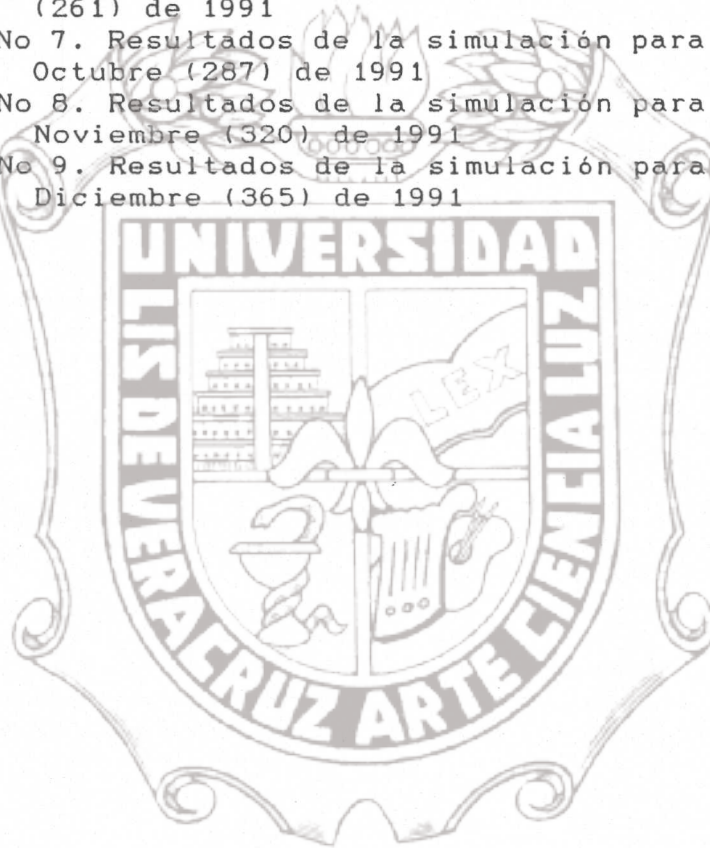 (261) de 1991
No 7. Resultados de la simulación para
Octubre (287) de 1991
No 8. Resultados de la simulación para
Noviembre (320) de 1991
No 9. Resultados de la simulación para
Diciembre (365) de 1991
UNIVERSIDAD
LIS DE VERACRUZ ARTE CIENCIA LUZ
LEX